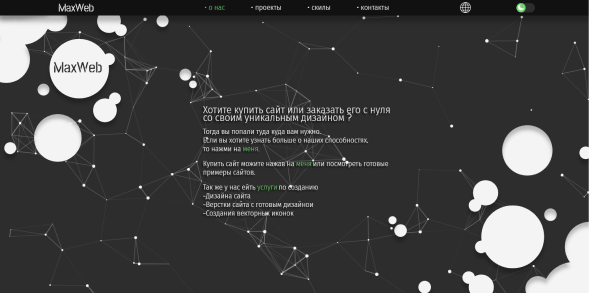 MaxWeb
• о нас
• проекты
• скилы
• контакты
MaxWeb
Хотите купить сайт или заказать его с нуля
со своим уникальным дизайном ?
Тогда вы попали туда куда вам нужно.
Если вы хотите узнать больше о наших способностях,
то нажми на меня.
Купить сайт можите нажав на меня или посмотреть готовые
примеры сайтов.
Так же у нас еить услуги по созданию
-Дизайна сайта
-Верстки сайта с готовым дизайном
-Создания векторных иконок